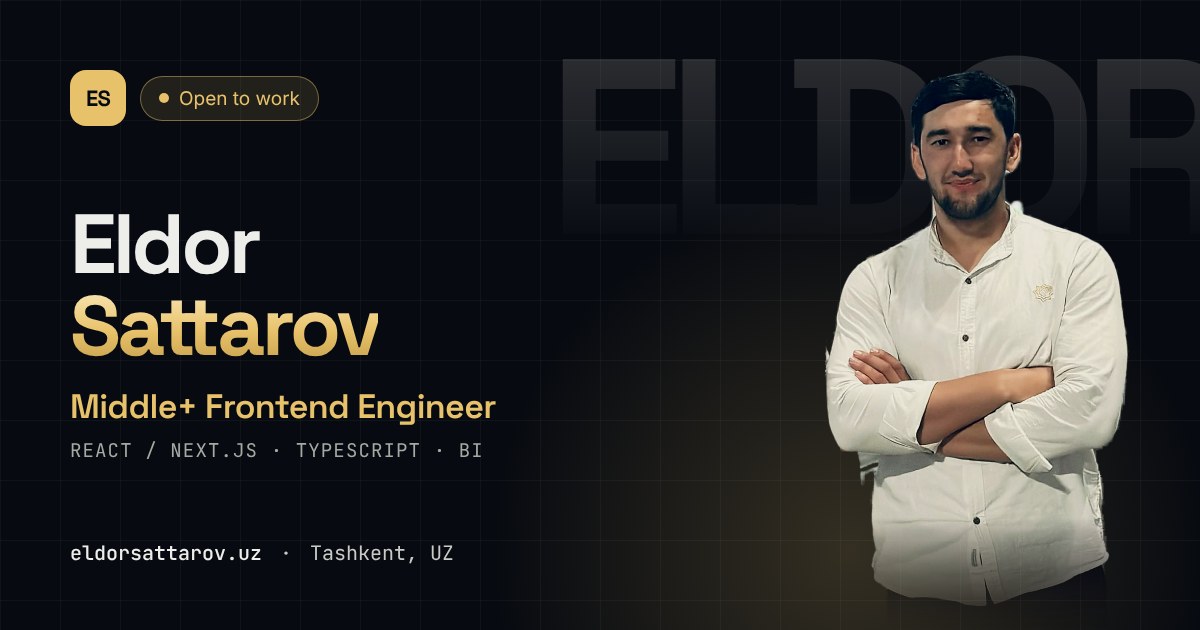 ES
Open to work
ELDOR
Eldor
Sattarov
Middle+ Frontend Engineer
REACT / NEXT.JS · TYPESCRIPT · BI
eldorsattarov.uz · Tashkent, UZ